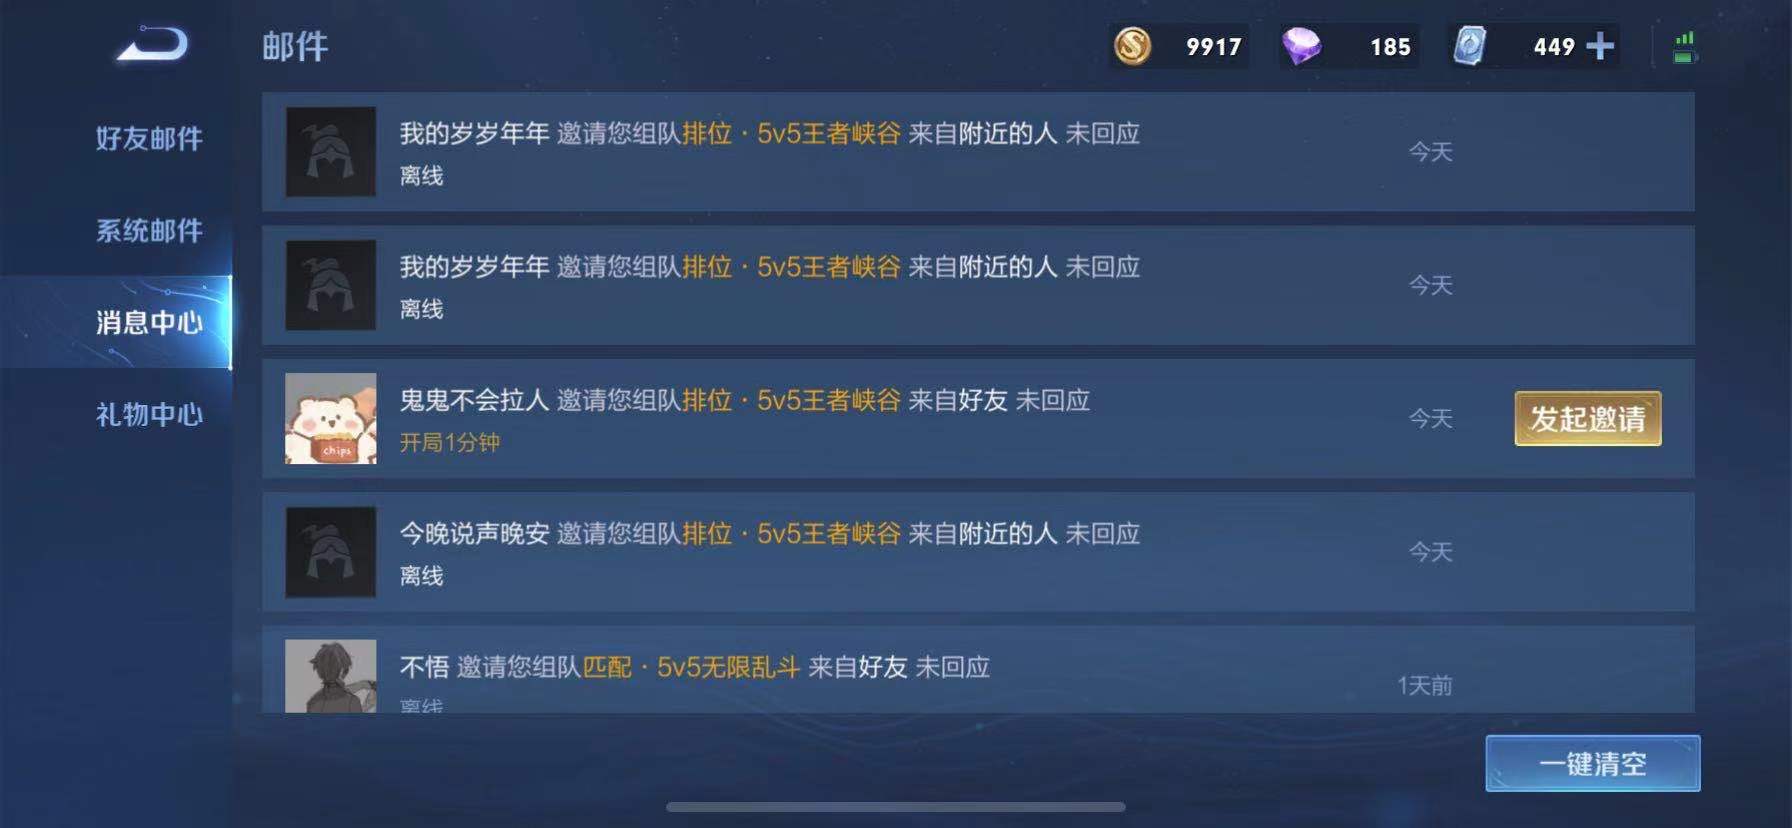 邮件
9917
185
449
好友邮件
系统邮件
消息中心
礼物中心
我的岁岁年年 邀请您组队排位·5v5王者峡谷 来自附近的人 未回应
离线
今天
我的岁岁年年 邀请您组队排位·5v5王者峡谷 来自附近的人 未回应
离线
今天
chips
鬼鬼不会拉人 邀请您组队排位·5v5王者峡谷 来自好友 未回应
开局1分钟
今天
发起邀请
今晚说声晚安 邀请您组队排位·5v5王者峡谷 来自附近的人 未回应
离线
今天
不悟 邀请您组队匹配·5v5无限乱斗 来自好友 未回应
离线
1天前
一键清空